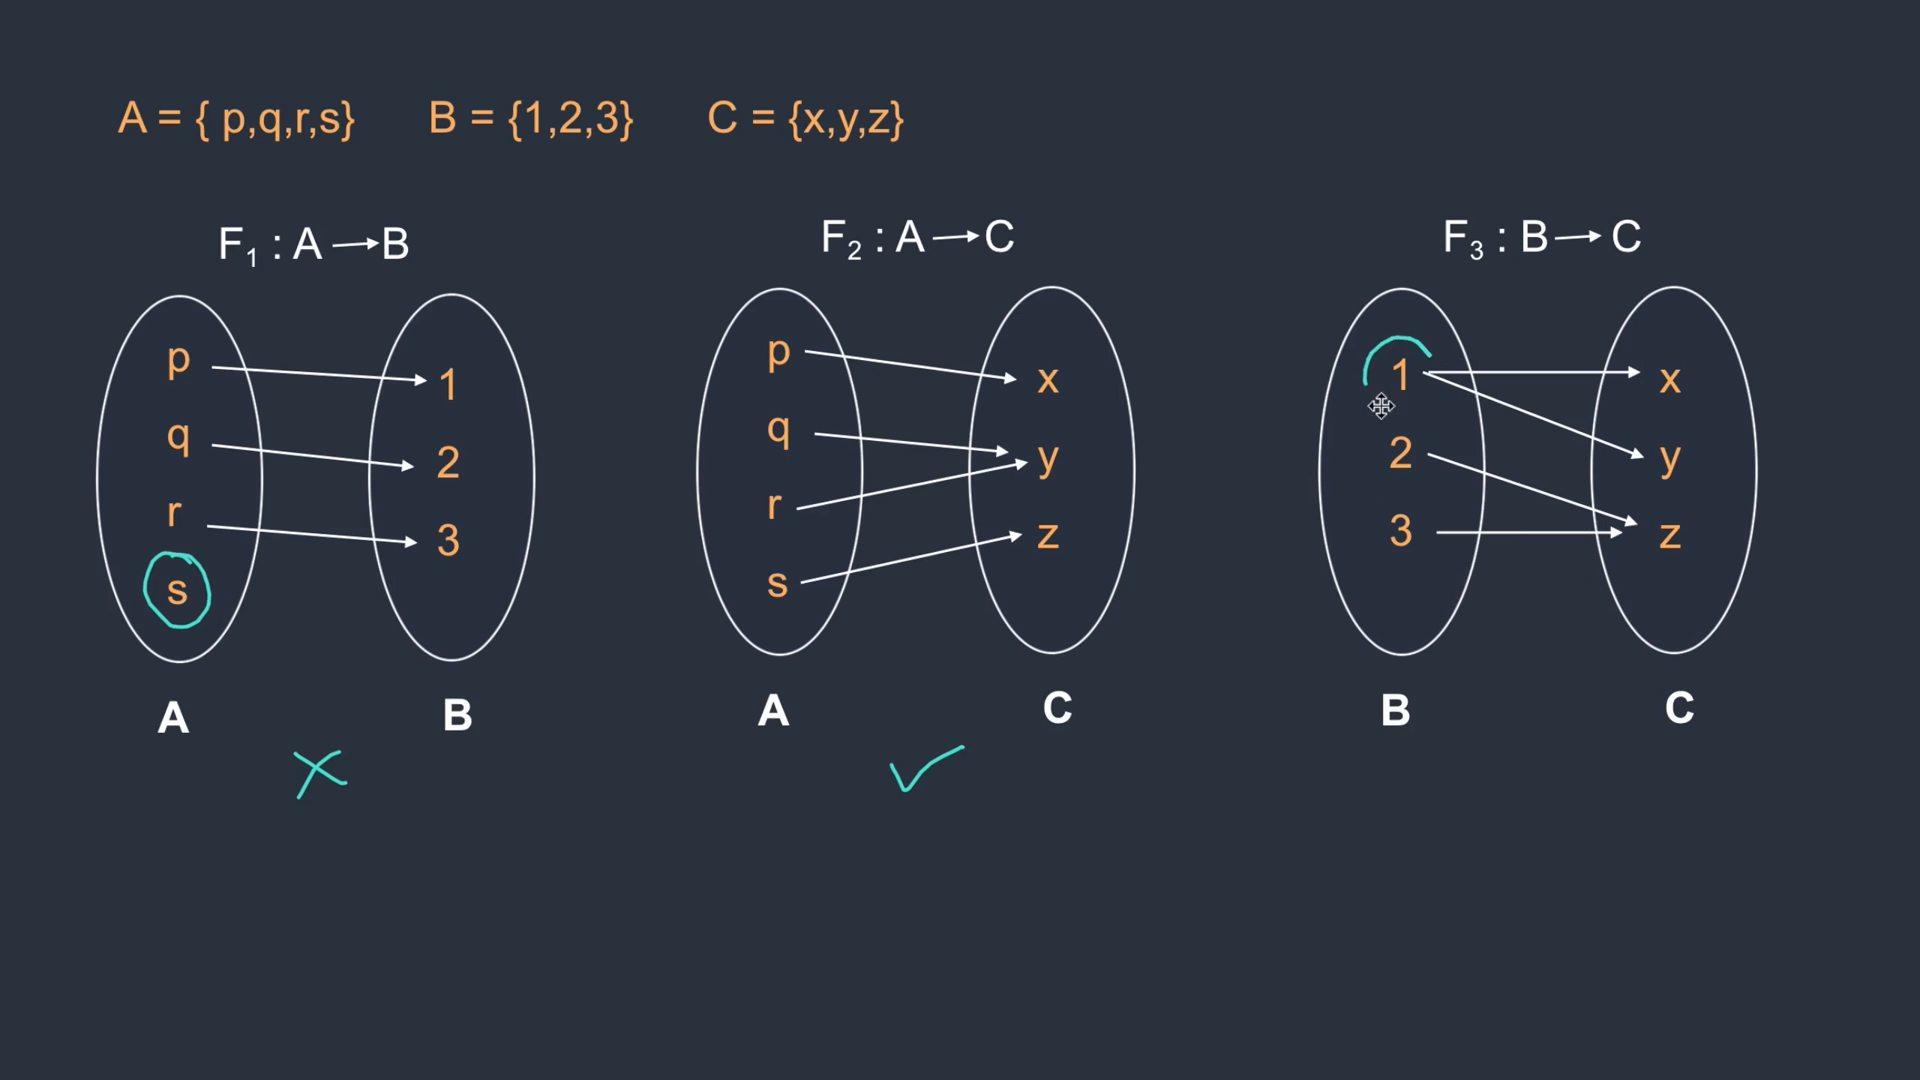 A = { p,q,r,s} B = {1,2,3} C = {x,y,z}
F1 : A → B
p
q
r
s
1
2
3
A
B
F2 : A → C
p
q
r
s
x
y
z
A
C
F3 : B → C
1
2
3
x
y
z
B
C